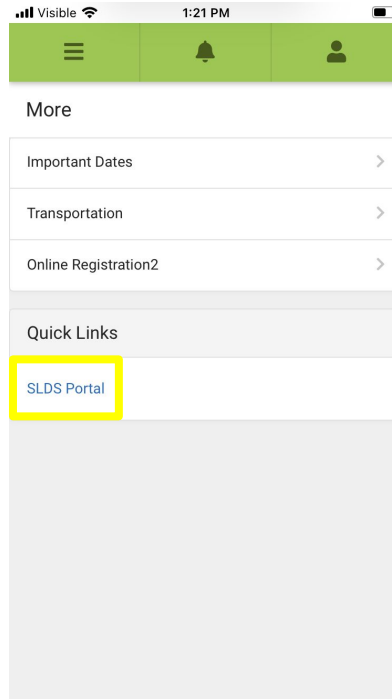 Visible 1:21 PM
More
Important Dates
Transportation
Online Registration2
Quick Links
SLDS Portal